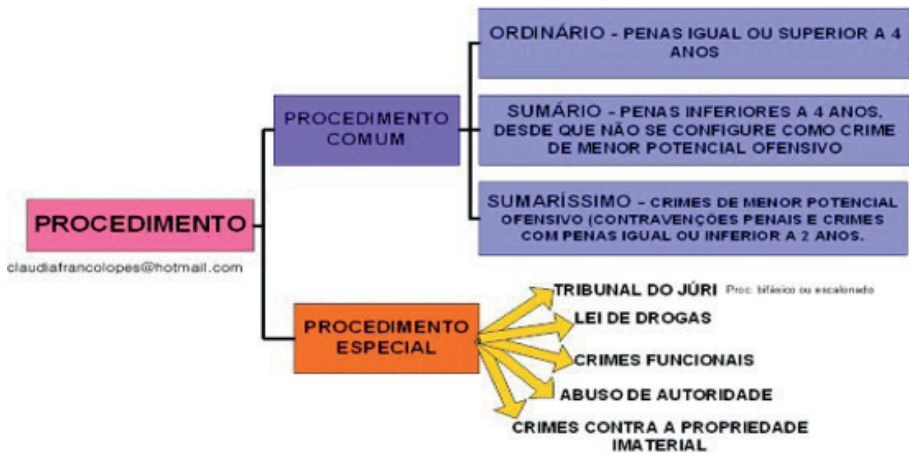 ORDINÁRIO - PENAS IGUAL OU SUPERIOR A 4
ANOS
PROCEDIMENTO
COMUM
SUMÁRIO - PENAS INFERIORES A 4 ANOS.
DESDE QUE NÃO SE CONFIGURE COMO CRIME
DE MENOR POTENCIAL OFENSIVO
SUMARÍSSIMO - CRIMES DE MENOR POTENCIAL
OFENSIVO (CONTRAVENÇÕES PENAIS E CRIMES
COM PENAS IGUAL OU INFERIOR A 2 ANOS.
PROCEDIMENTO
claudiafrancolopes@hotmail.com
PROCEDIMENTO
ESPECIAL
TRIBUNAL DO JÚRI Proc. bifásico ou escalonado
LEI DE DROGAS
CRIMES FUNCIONAIS
ABUSO DE AUTORIDADE
CRIMES CONTRA A PROPRIEDADE
IMATERIAL